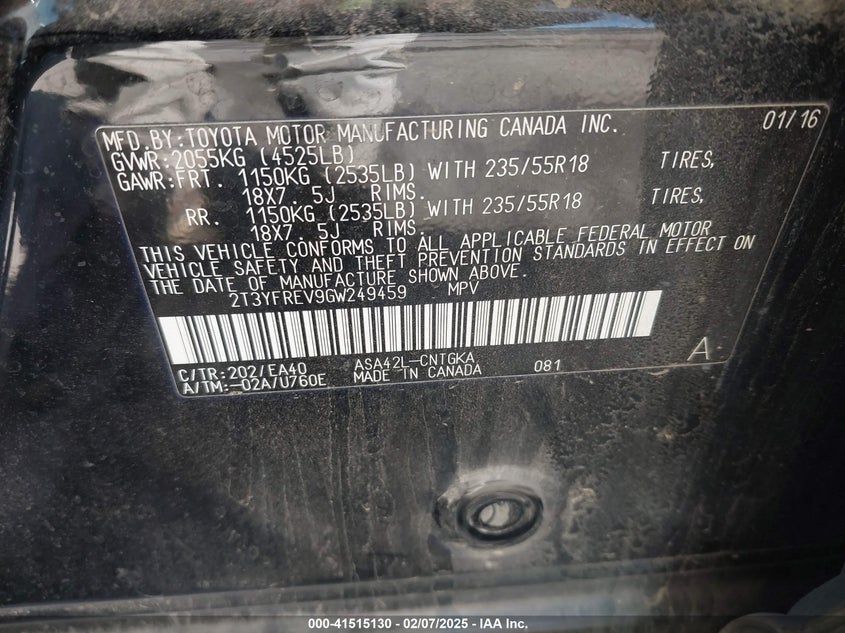 MFD.BY:TOYOTA MOTOR MANUFACTURING CANADA INC. 01/16
GVWR:2055KG (4525LB)
GAWR:FRT. 1150KG (2535LB) WITH 235/55R18 TIRES,
18X7. 5J RIMS.
RR. 1150KG (2535LB) WITH 235/55R18 TIRES,
18X7. 5J RIMS.
THIS VEHICLE CONFORMS TO ALL APPLICABLE FEDERAL MOTOR
VEHICLE SAFETY AND THEFT PREVENTION STANDARDS IN EFFECT ON
THE DATE OF MANUFACTURE SHOWN ABOVE.
2T3YFREV9GW249459 MPV
C/TR:202/EA40 ASA42L-CNTGKA A
A/TM:-02A/U760E MADE IN CANADA 081
000-41515130 - 02/07/2025 - IAA Inc.